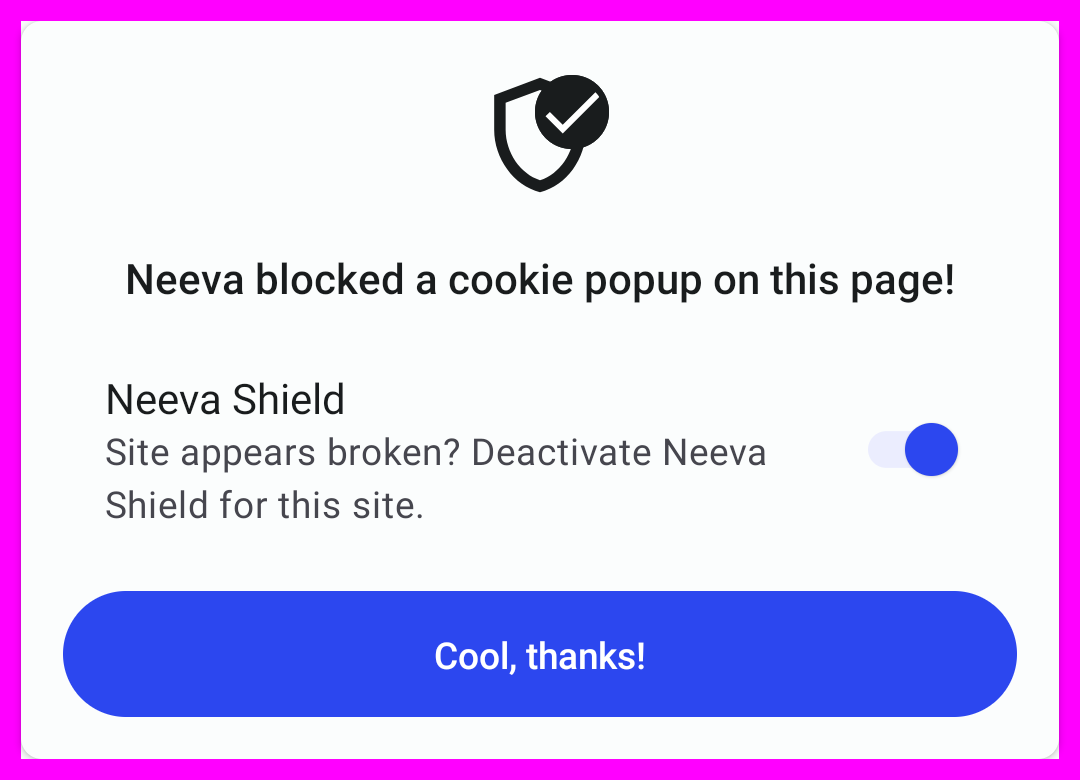 Neeva blocked a cookie popup on this page!
Neeva Shield
Site appears broken? Deactivate Neeva
Shield for this site.
Cool, thanks!